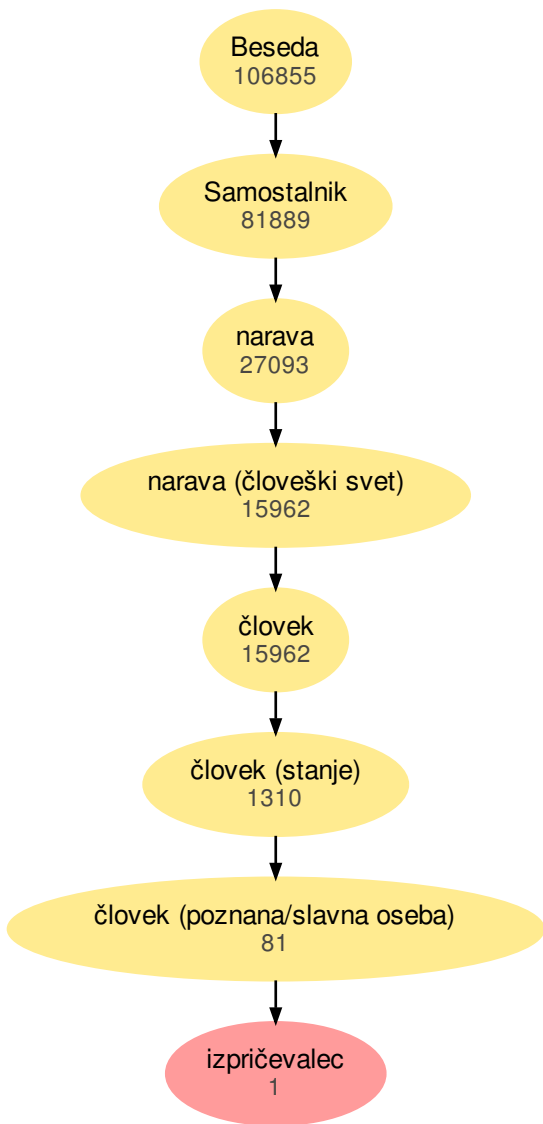 Beseda
106855
Samostalnik
81889
narava
27093
narava (človeški svet)
15962
človek
15962
človek (stanje)
1310
človek (poznana/slavna oseba)
81
izpričevalec
1